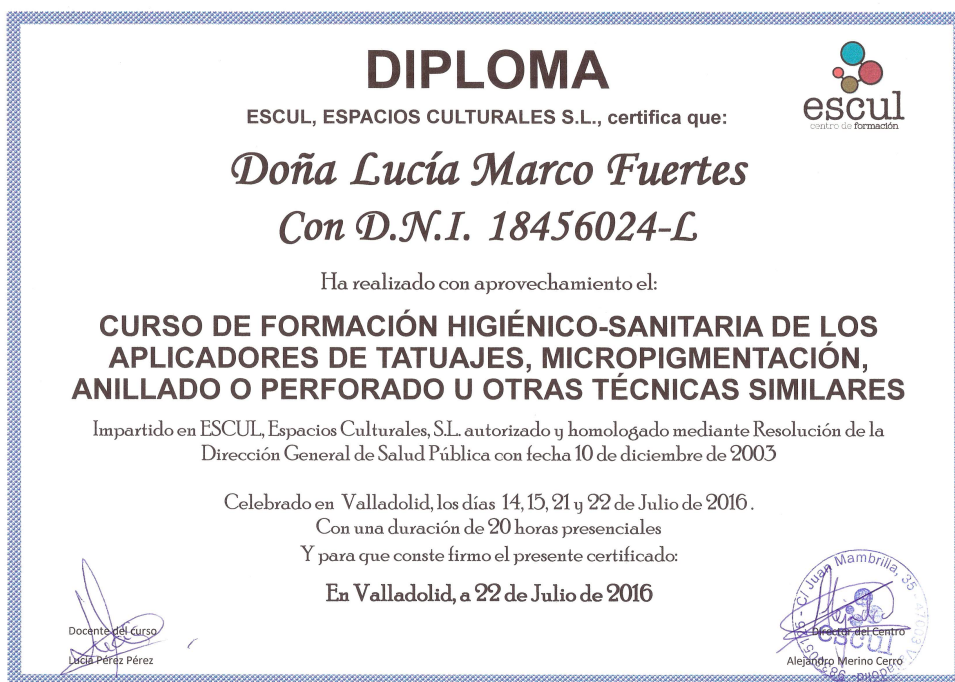 DIPLOMA
escul
centro de formación
ESCUL, ESPACIOS CULTURALES S.L., certifica que:
Doña Lucía Marco Fuertes
Con D.N.I. 18456024-L
Ha realizado con aprovechamiento el:
CURSO DE FORMACIÓN HIGIÉNICO-SANITARIA DE LOS
APLICADORES DE TATUAJES, MICROPIGMENTACIÓN,
ANILLADO O PERFORADO U OTRAS TÉCNICAS SIMILARES
Impartido en ESCUL, Espacios Culturales, S.L. autorizado y homologado mediante Resolución de la
Dirección General de Salud Pública con fecha 10 de diciembre de 2003
Celebrado en Valladolid, los días 14, 15, 21 y 22 de Julio de 2016.
Con una duración de 20 horas presenciales
Y para que conste firmo el presente certificado:
En Valladolid, a 22 de Julio de 2016
Docente del curso
Lucía Pérez Pérez
C/ Juan Mambrilla, 35 - 47003
escul
Director del Centro
Alejandro Merino Cerro